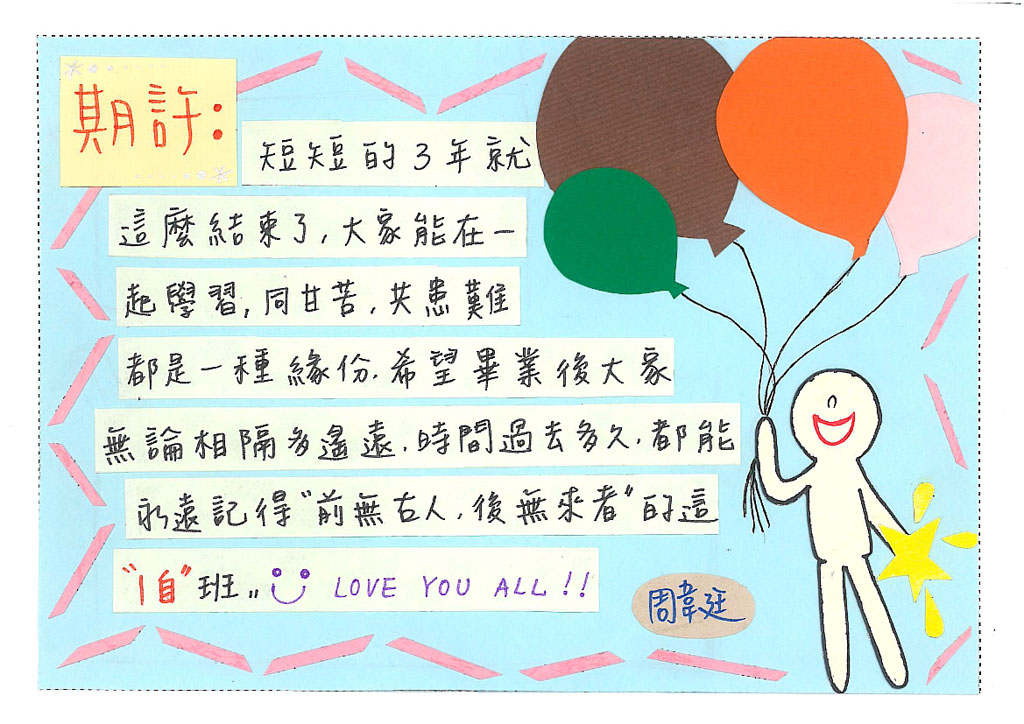 期許:
短短的3年就
這麼結束了,大家能在一
起學習,同甘苦,共患難
都是一種緣份.希望畢業後大家
無論相隔多遙遠.時間過去多久.都能
永遠記得"前無古人.後無來者"的這
"1自"班,, LOVE YOU ALL!!
周韋廷